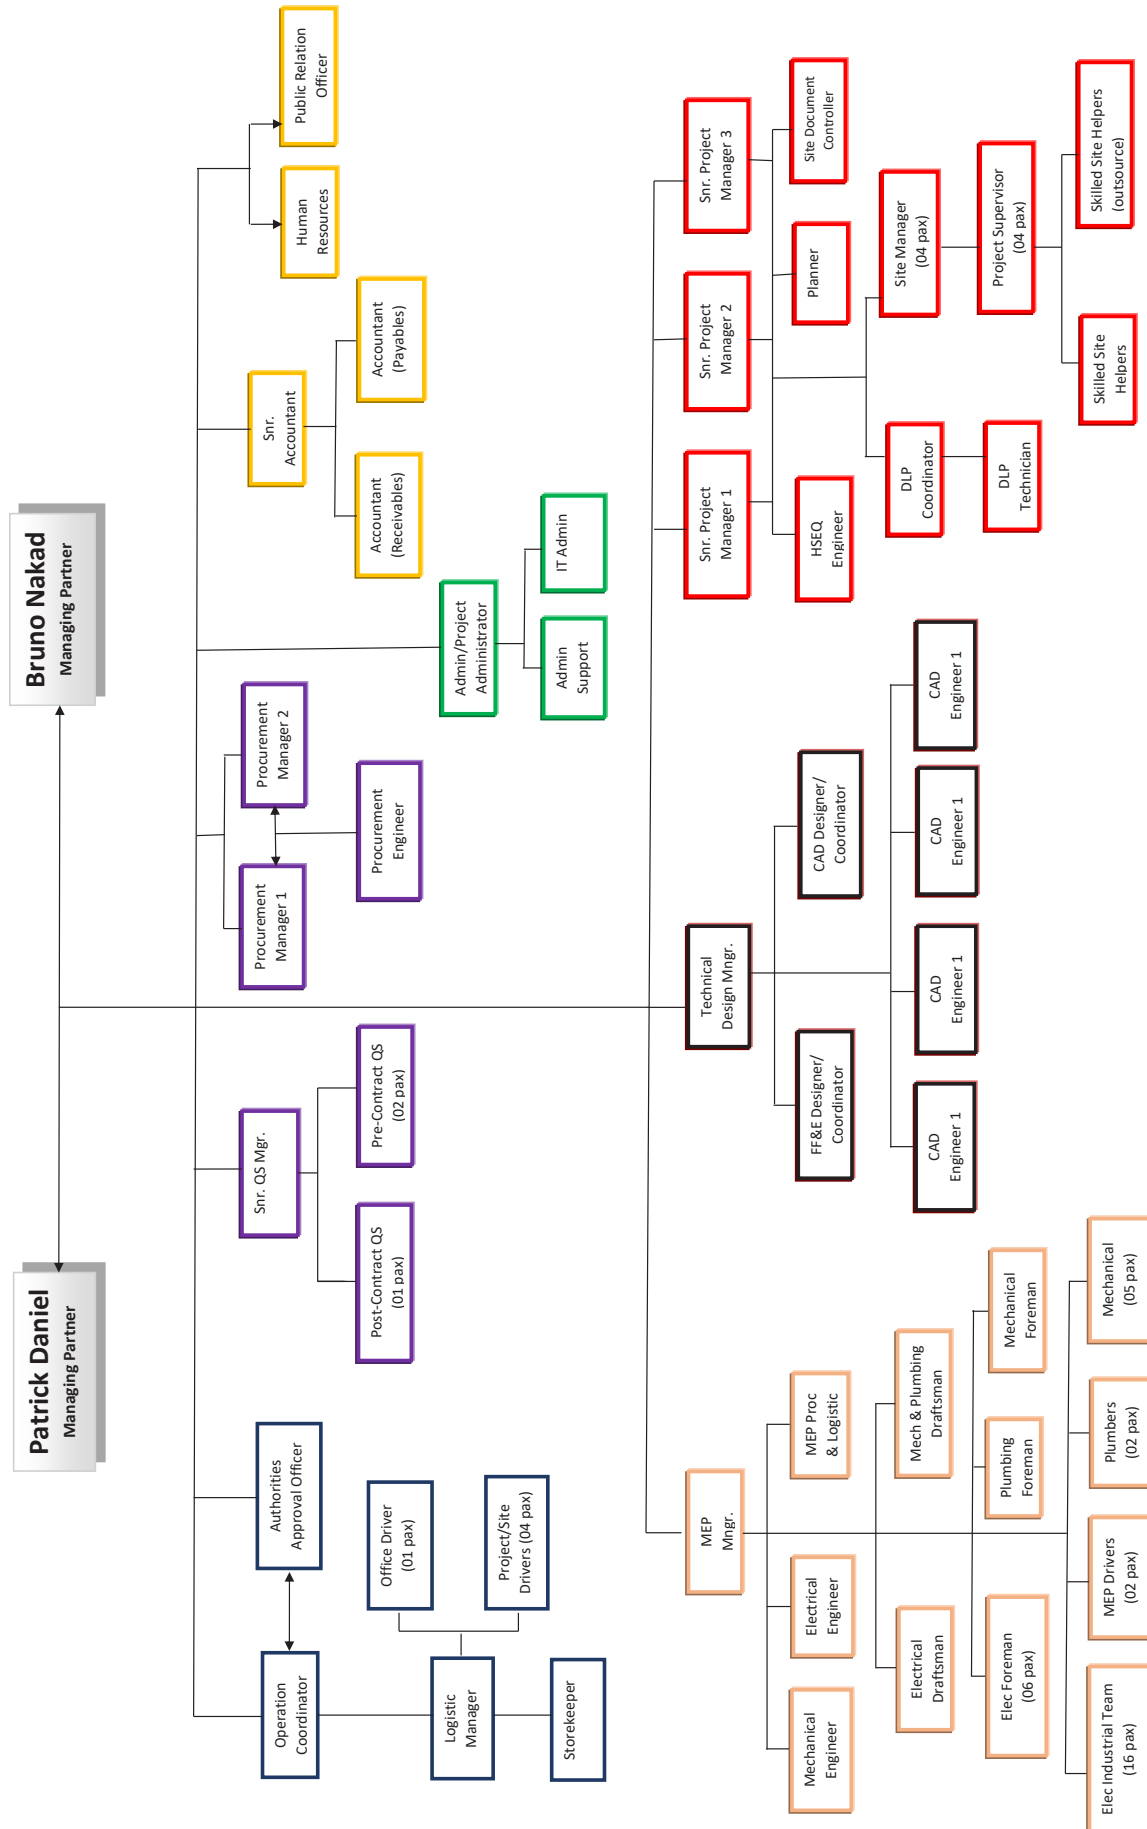 Patrick Daniel
Managing Partner
Bruno Nakad
Managing Partner
Operation
Coordinator
Authorities
Approval Officer
Snr. QS Mgr.
Procurement
Manager 1
Procurement
Manager 2
Snr.
Accountant
Human
Resources
Public Relation
Officer
Office Driver
(01 pax)
Post-Contract QS
(01 pax)
Pre-Contract QS
(02 pax)
Procurement
Engineer
Accountant
(Receivables)
Accountant
(Payables)
Logistic
Manager
Project/Site
Drivers (04 pax)
Admin/Project
Administrator
Storekeeper
Admin
Support
IT Admin
MEP
Mngr.
Technical
Design Mngr.
Snr. Project
Manager 1
Snr. Project
Manager 2
Snr. Project
Manager 3
Mechanical
Engineer
Electrical
Engineer
MEP Proc
& Logistic
FF&E Designer/
Coordinator
CAD Designer/
Coordinator
HSEQ
Engineer
Planner
Site Document
Controller
Electrical
Draftsman
Mech & Plumbing
Draftsman
CAD
Engineer 1
CAD
Engineer 1
CAD
Engineer 1
CAD
Engineer 1
DLP
Coordinator
Site Manager
(04 pax)
Elec Foreman
(06 pax)
Plumbing
Foreman
Mechanical
Foreman
DLP
Technician
Project Supervisor
(04 pax)
Elec Industrial Team
(16 pax)
MEP Drivers
(02 pax)
Plumbers
(02 pax)
Mechanical
(05 pax)
Skilled Site
Helpers
Skilled Site Helpers
(outsource)